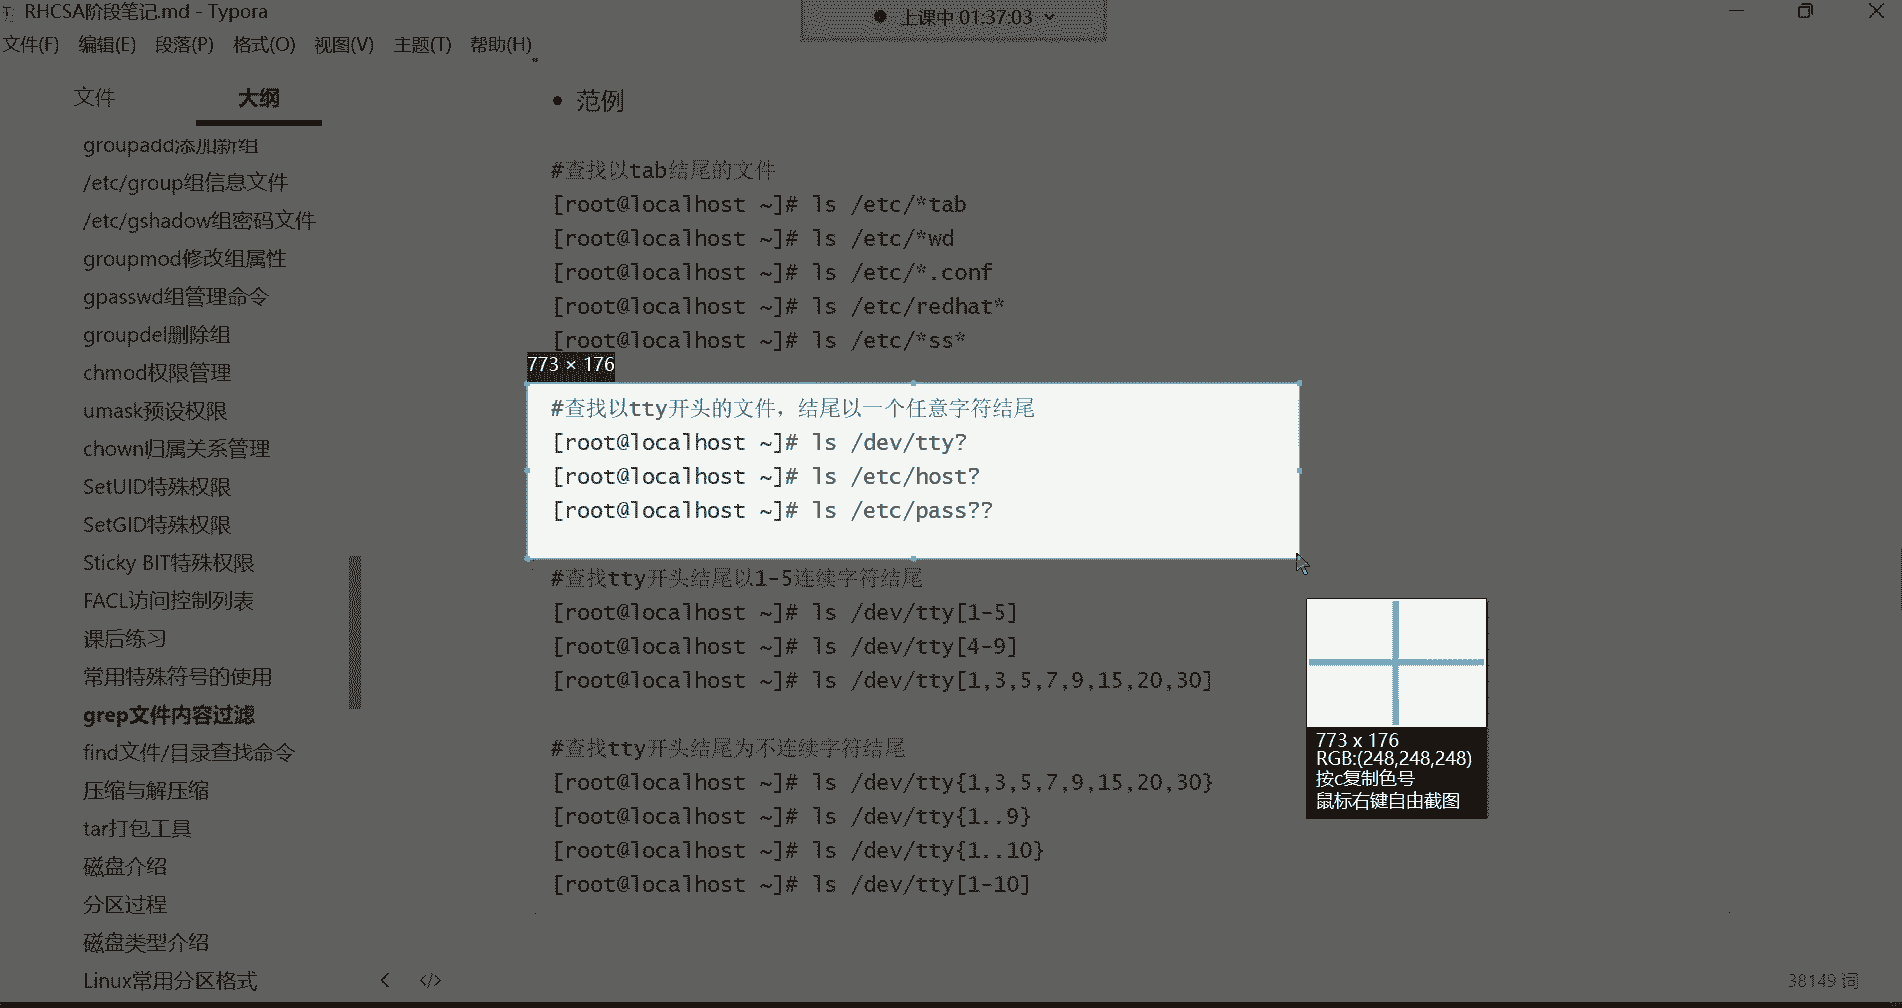 RHCSA阶段笔记.md - Typora
上课中 01:37:03
文件(F) 编辑(E) 段落(P) 格式(O) 视图(V) 主题(T) 帮助(H)
文件 大纲
groupadd添加新组
/etc/group组信息文件
/etc/gshadow组密码文件
groupmod修改组属性
gpasswd组管理命令
groupdel删除组
chmod权限管理
umask预设权限
chown归属关系管理
SetUID特殊权限
SetGID特殊权限
Sticky BIT特殊权限
FACL访问控制列表
课后练习
常用特殊符号的使用
grep文件内容过滤
find文件/目录查找命令
压缩与解压缩
tar打包工具
磁盘介绍
分区过程
磁盘类型介绍
Linux常用分区格式
• 范例
#查找以tab结尾的文件
[root@localhost ~]# ls /etc/*tab
[root@localhost ~]# ls /etc/*wd
[root@localhost ~]# ls /etc/*.conf
[root@localhost ~]# ls /etc/redhat*
[root@localhost ~]# ls /etc/*ss*
773 × 176
#查找以tty开头的文件，结尾以一个任意字符结尾
[root@localhost ~]# ls /dev/tty?
[root@localhost ~]# ls /etc/host?
[root@localhost ~]# ls /etc/pass??
#查找tty开头结尾以1-5连续字符结尾
[root@localhost ~]# ls /dev/tty[1-5]
[root@localhost ~]# ls /dev/tty[4-9]
[root@localhost ~]# ls /dev/tty[1,3,5,7,9,15,20,30]
#查找tty开头结尾为不连续字符结尾
[root@localhost ~]# ls /dev/tty{1,3,5,7,9,15,20,30}
[root@localhost ~]# ls /dev/tty{1..9}
[root@localhost ~]# ls /dev/tty{1..10}
[root@localhost ~]# ls /dev/tty[1-10]
773 x 176
RGB:(248,248,248)
按c复制色号
鼠标右键自由截图
</>
38149 词